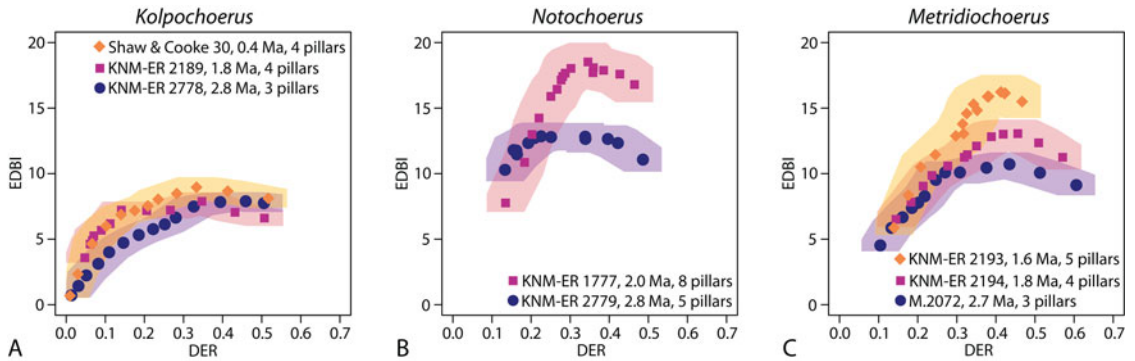 Kolpochoerus
Notochoerus
Metridiochoerus
20
15
10
5
0
EDBI
Shaw & Cooke 30, 0.4 Ma, 4 pillars
KNM-ER 2189, 1.8 Ma, 4 pillars
KNM-ER 2778, 2.8 Ma, 3 pillars
0.0 0.1 0.2 0.3 0.4 0.5 0.6 0.7
DER
A
20
15
10
5
0
EDBI
KNM-ER 1777, 2.0 Ma, 8 pillars
KNM-ER 2779, 2.8 Ma, 5 pillars
0.0 0.1 0.2 0.3 0.4 0.5 0.6 0.7
DER
B
20
15
10
5
0
EDBI
KNM-ER 2193, 1.6 Ma, 5 pillars
KNM-ER 2194, 1.8 Ma, 4 pillars
M.2072, 2.7 Ma, 3 pillars
0.0 0.1 0.2 0.3 0.4 0.5 0.6 0.7
DER
C